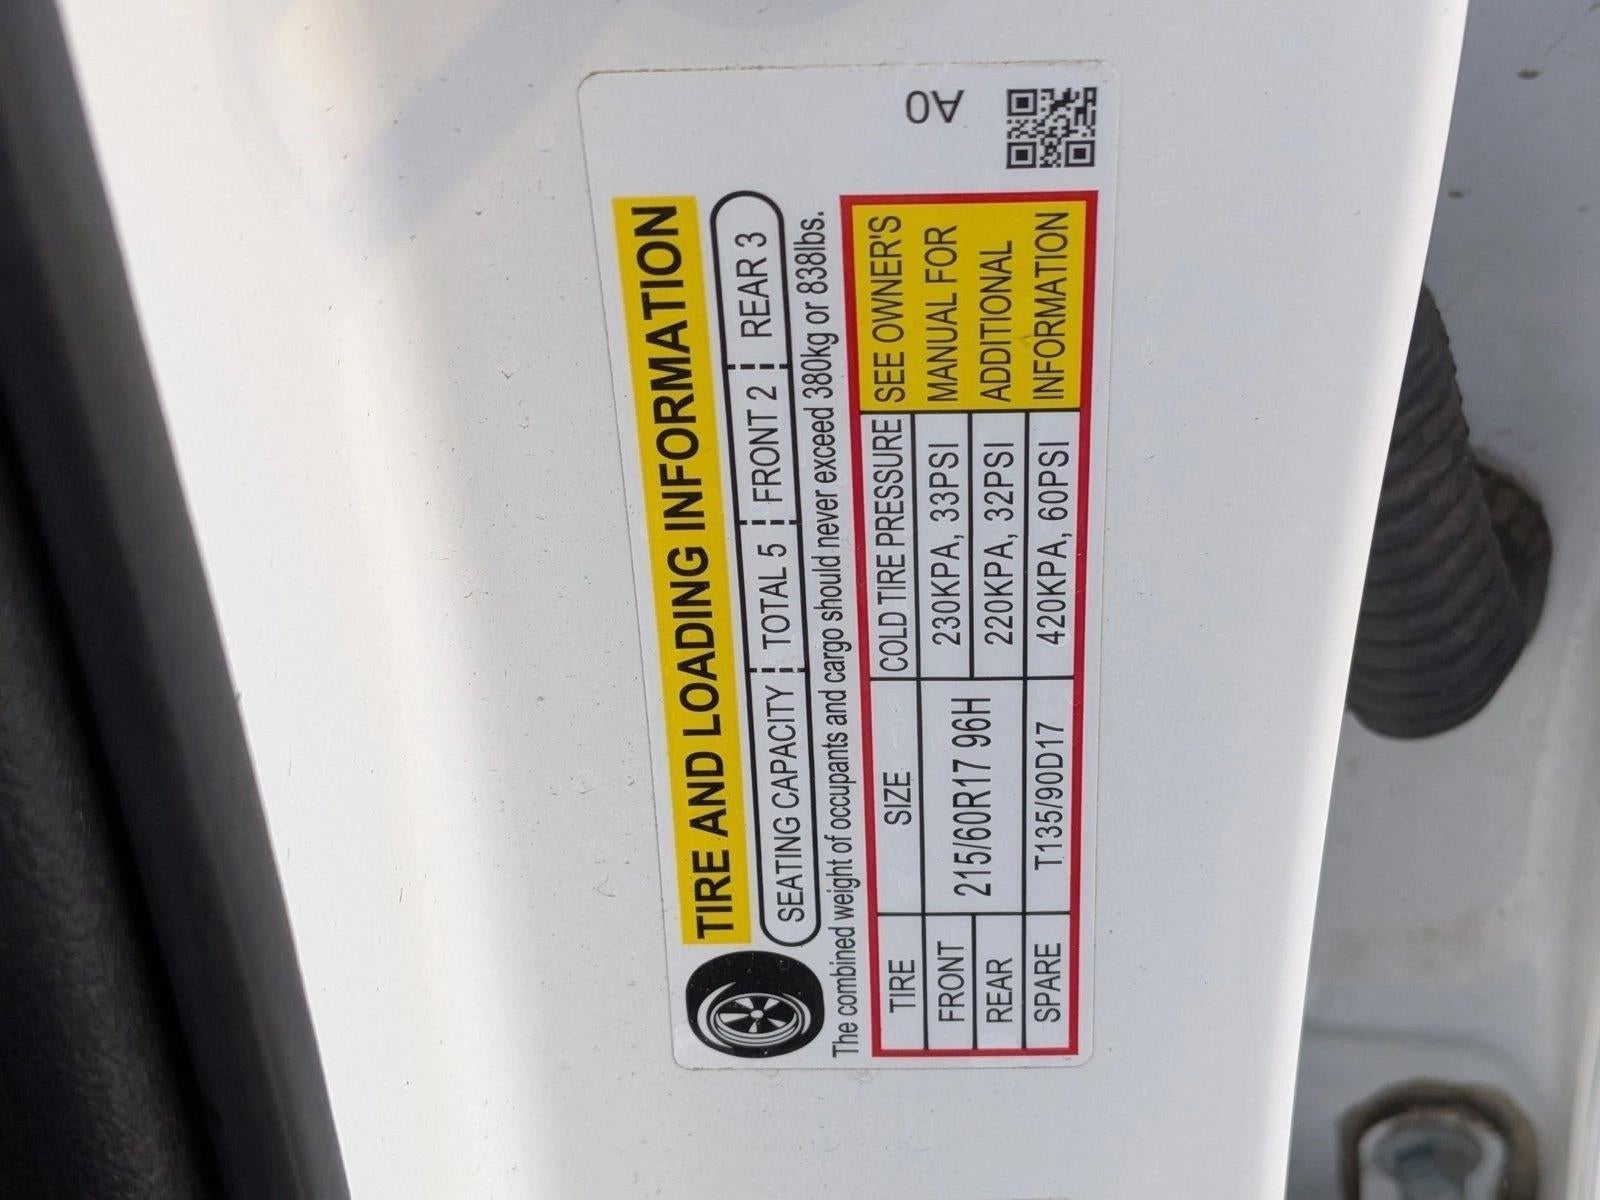 TIRE AND LOADING INFORMATION
SEATING CAPACITY TOTAL 5 FRONT 2 REAR 3
The combined weight of occupants and cargo should never exceed 380kg or 838lbs.
TIRE SIZE COLD TIRE PRESSURE SEE OWNER'S
FRONT 215/60R17 96H 230KPA, 33PSI MANUAL FOR
REAR 220KPA, 32PSI ADDITIONAL
SPARE T135/90D17 420KPA, 60PSI INFORMATION
A0